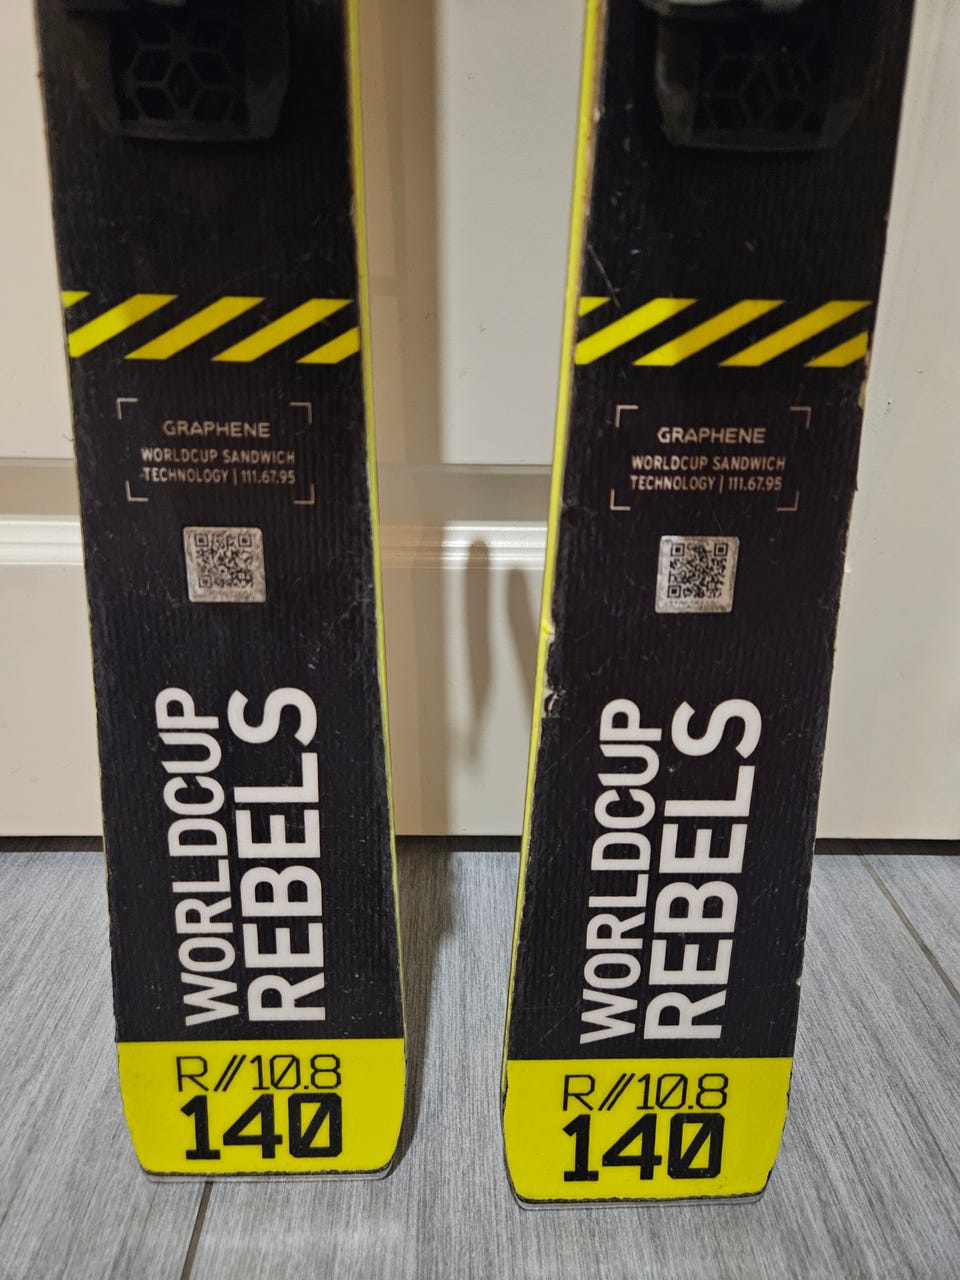 GRAPHENE
WORLDCUP SANDWICH
TECHNOLOGY | 111.67.95
WORLDCUP
REBELS
R//10.8
140
GRAPHENE
WORLDCUP SANDWICH
TECHNOLOGY | 111.67.95
WORLDCUP
REBELS
R//10.8
140